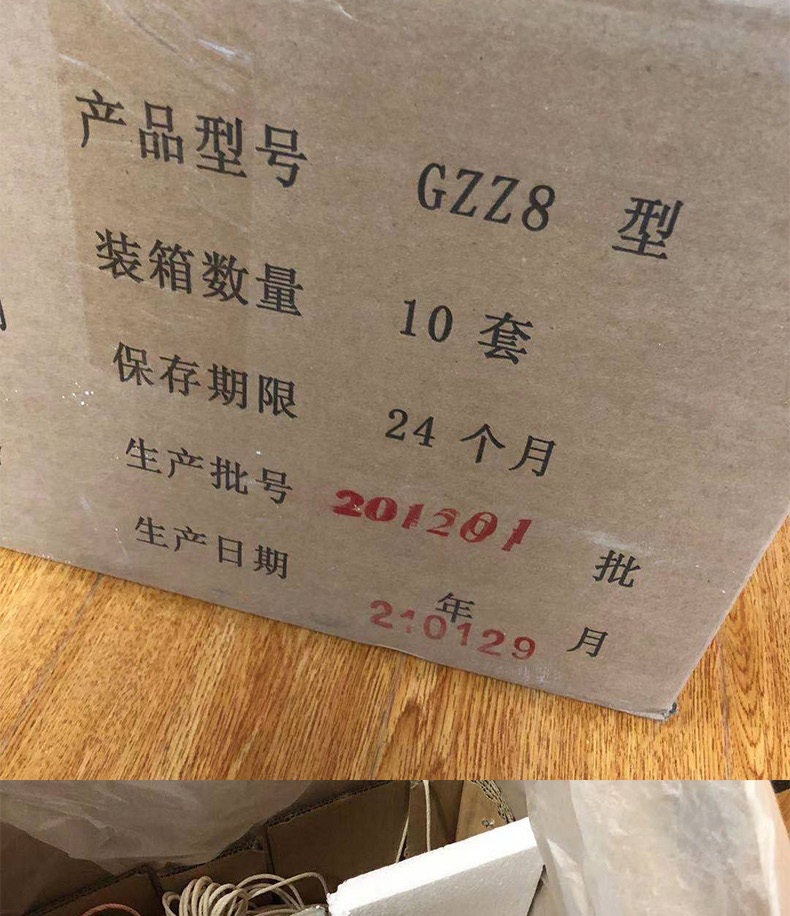 产品型号 GZZ8 型
装箱数量 10 套
保存期限 24 个月
生产批号 201201 批
生产日期 年 月
210129